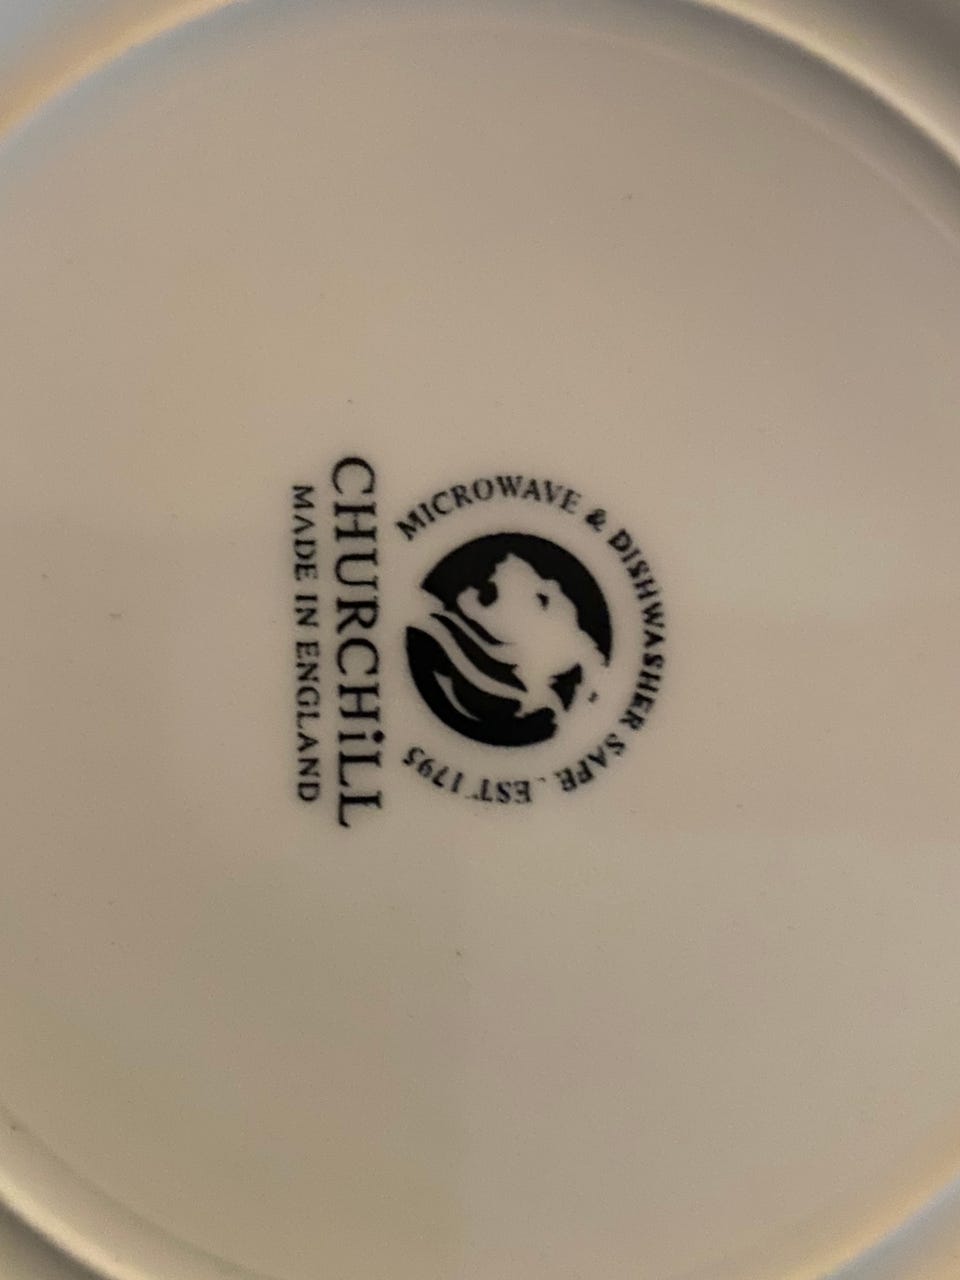 MICROWAVE & DISHWASHER SAFE . EST 1795
CHURCHiLL
MADE IN ENGLAND